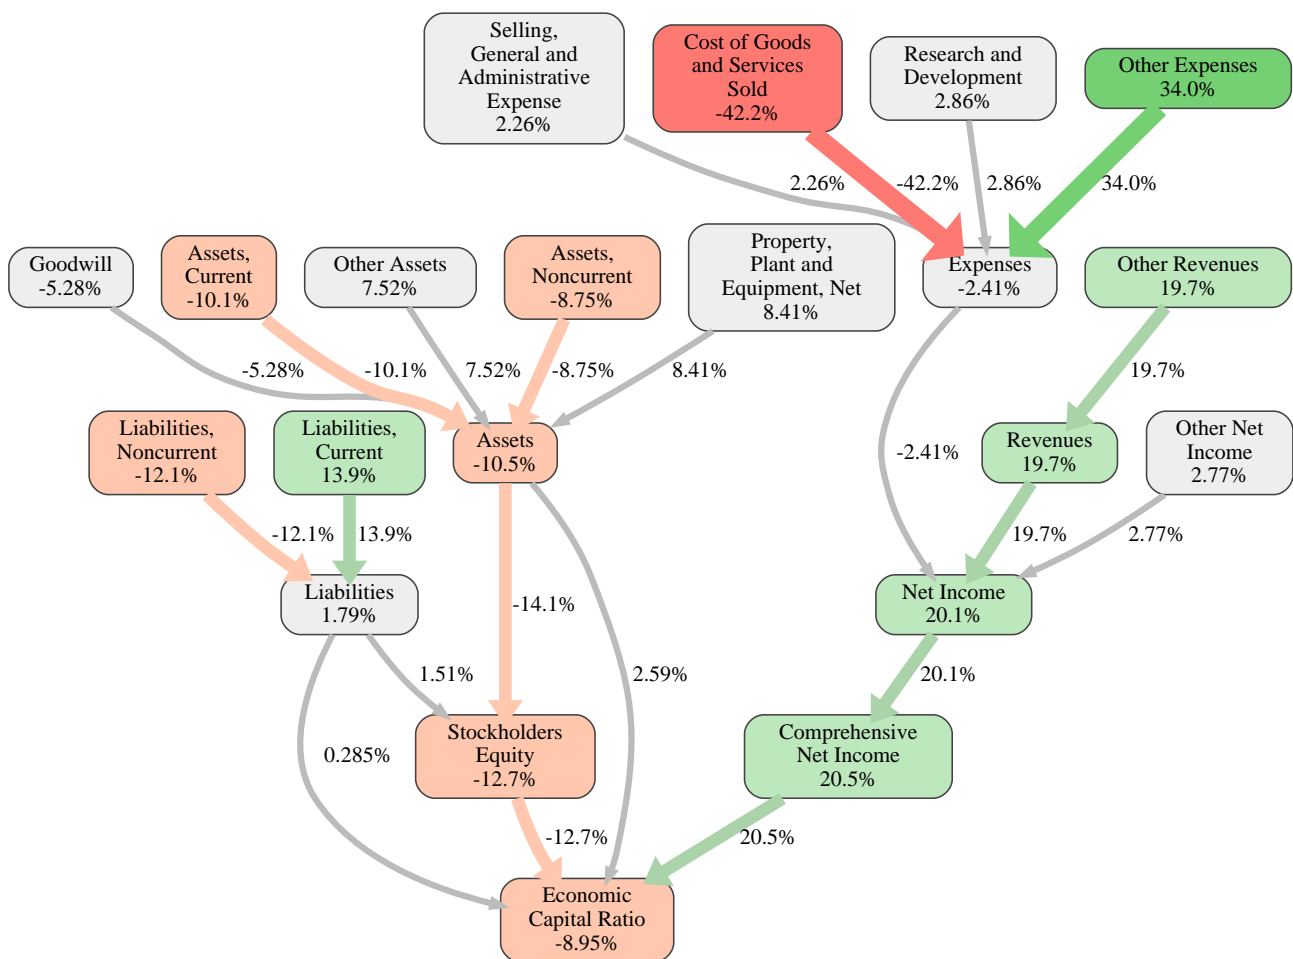 Selling,
General and
Administrative
Expense
2.26%
Cost of Goods
and Services
Sold
-42.2%
Research and
Development
2.86%
Other Expenses
34.0%
2.26%
-42.2%
2.86%
34.0%
Goodwill
-5.28%
Assets,
Current
-10.1%
Other Assets
7.52%
Assets,
Noncurrent
-8.75%
Property,
Plant and
Equipment, Net
8.41%
Expenses
-2.41%
Other Revenues
19.7%
-5.28%
-10.1%
7.52%
-8.75%
8.41%
19.7%
Liabilities,
Noncurrent
-12.1%
Liabilities,
Current
13.9%
Assets
-10.5%
-2.41%
Revenues
19.7%
Other Net
Income
2.77%
-12.1%
13.9%
19.7%
2.77%
Liabilities
1.79%
-14.1%
Net Income
20.1%
1.51%
2.59%
20.1%
0.285%
Stockholders
Equity
-12.7%
Comprehensive
Net Income
20.5%
-12.7%
20.5%
Economic
Capital Ratio
-8.95%